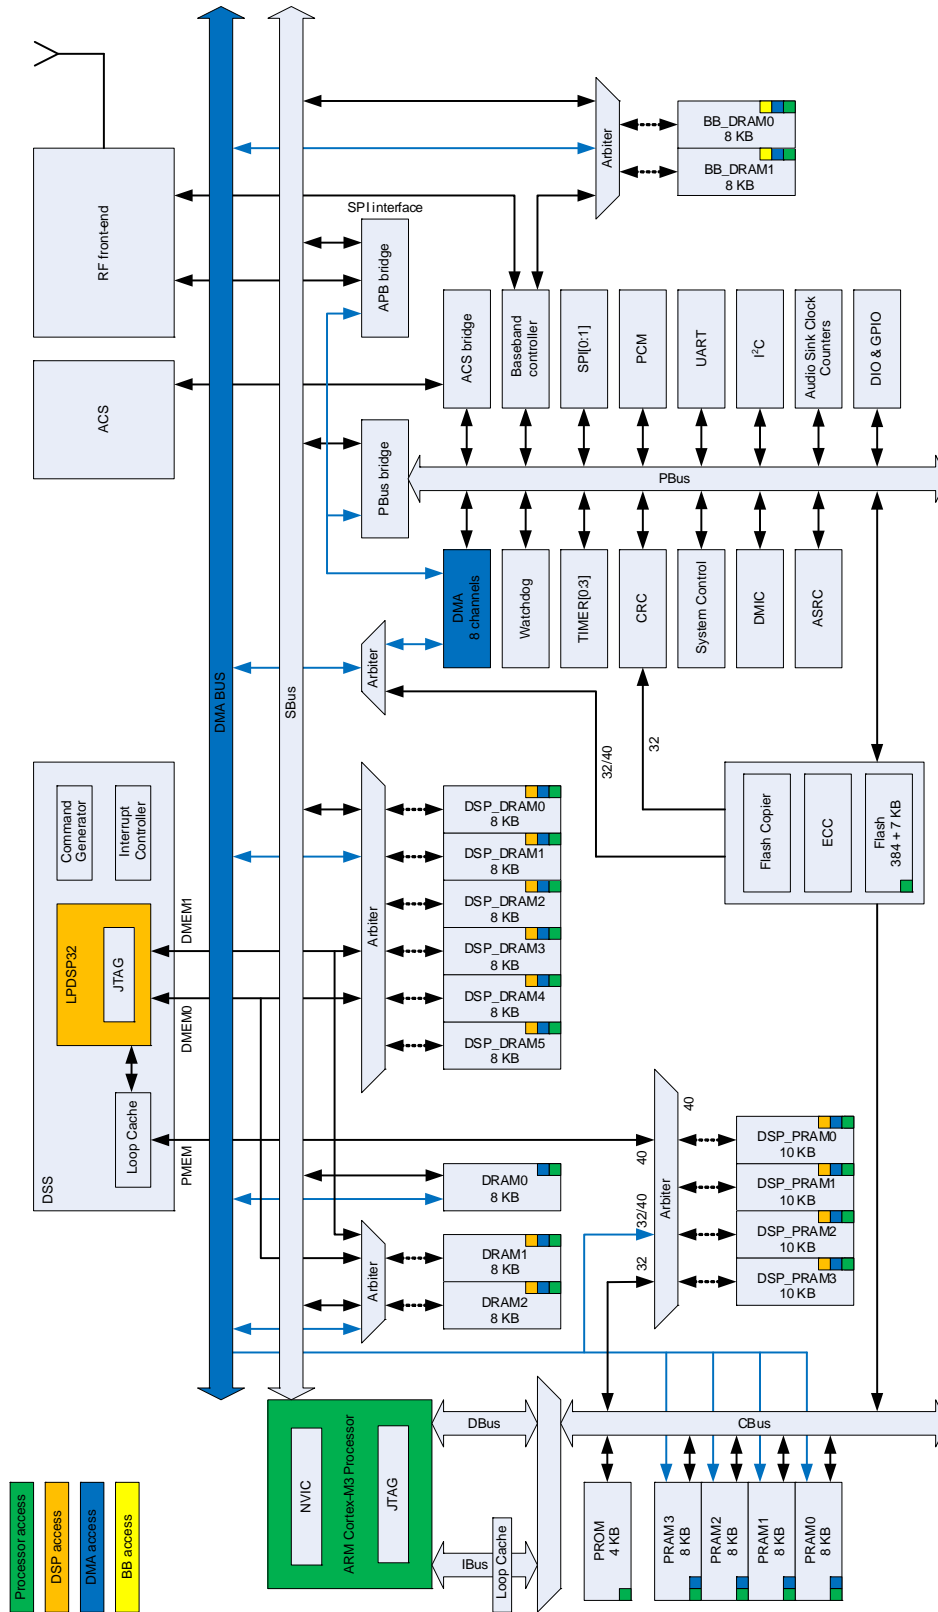 SPI interface
RF front-end
ACS
APB bridge
PBus bridge
Arbiter
BB_DRAM0
8 KB
BB_DRAM1
8 KB
ACS bridge
Baseband
controller
SPI[0:1]
PCM
UART
I²C
Audio Sink Clock
Counters
DIO & GPIO
PBus
DMA
8 channels
Watchdog
TIMER[0:3]
CRC
System Control
DMIC
ASRC
Arbiter
DMA BUS
SBus
32/40
32
Flash Copier
ECC
Flash
384 + 7 KB
DSS
Command
Generator
Interrupt
Controller
LPDSP32
JTAG
Loop Cache
DMEM1
DMEM0
PMEM
Arbiter
DSP_DRAM0
8 KB
DSP_DRAM1
8 KB
DSP_DRAM2
8 KB
DSP_DRAM3
8 KB
DSP_DRAM4
8 KB
DSP_DRAM5
8 KB
DRAM0
8 KB
Arbiter
DRAM1
8 KB
DRAM2
8 KB
40
40
32/40
32
Arbiter
DSP_PRAM0
10 KB
DSP_PRAM1
10 KB
DSP_PRAM2
10 KB
DSP_PRAM3
10 KB
ARM Cortex-M3 Processor
NVIC
JTAG
DBus
IBus
Loop Cache
CBus
PROM
4 KB
PRAM3
8 KB
PRAM2
8 KB
PRAM1
8 KB
PRAM0
8 KB
Processor access
DSP access
DMA access
BB access